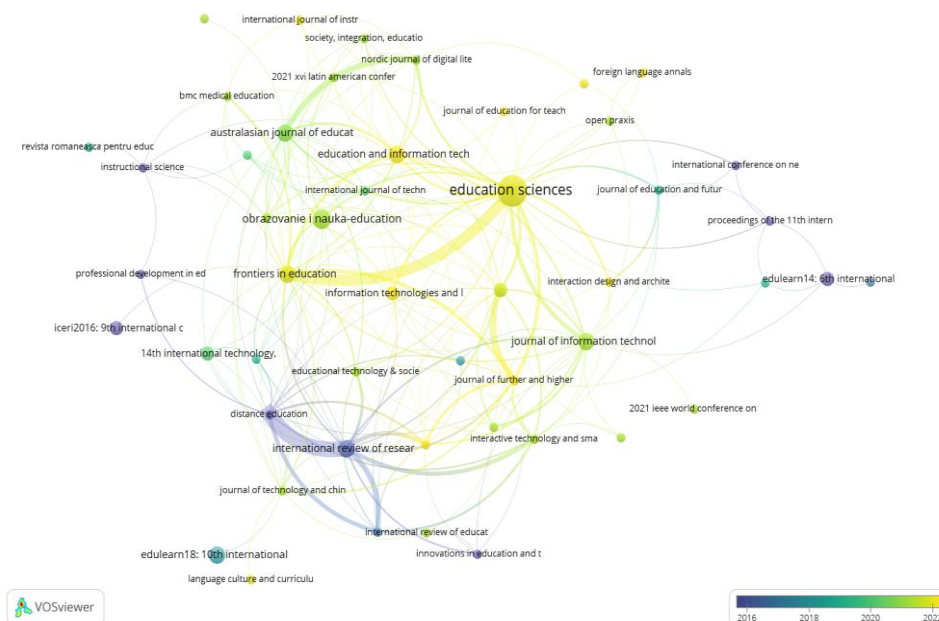 international journal of instr
society, integration, educatio
nordic journal of digital lite
foreign language annals
2021 xvi latin american confer
bmc medical education
journal of education for teach
open praxis
australasian journal of educat
revista romaneasca pentru educ
education and information tech
instructional science
international conference on ne
education sciences
international journal of techn
journal of education and futur
obrazovanie i nauka-education
proceedings of the 11th intern
professional development in ed
frontiers in education
edulearn14: 6th international
interaction design and archite
information technologies and l
iceri2016: 9th international c
journal of information technol
14th international technology,
educational technology & socie
journal of further and higher
2021 ieee world conference on
distance education
interactive technology and sma
international review of resear
journal of technology and chin
international review of educat
edulearn18: 10th international
innovations in education and t
language culture and curriculu
VOSviewer
2016 2018 2020 2022